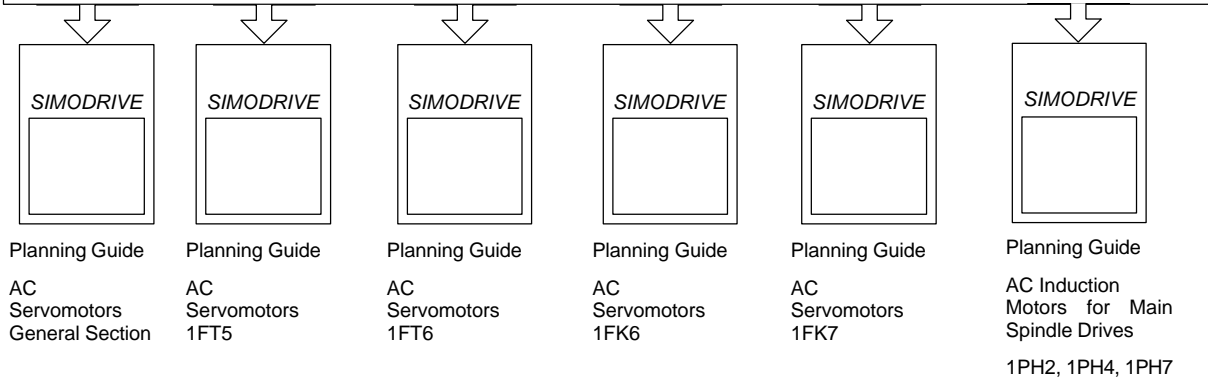 SIMODRIVE
Planning Guide
AC
Servomotors
General Section
SIMODRIVE
Planning Guide
AC
Servomotors
1FT5
SIMODRIVE
Planning Guide
AC
Servomotors
1FT6
SIMODRIVE
Planning Guide
AC
Servomotors
1FK6
SIMODRIVE
Planning Guide
AC
Servomotors
1FK7
SIMODRIVE
Planning Guide
AC Induction
Motors for Main
Spindle Drives
1PH2, 1PH4, 1PH7